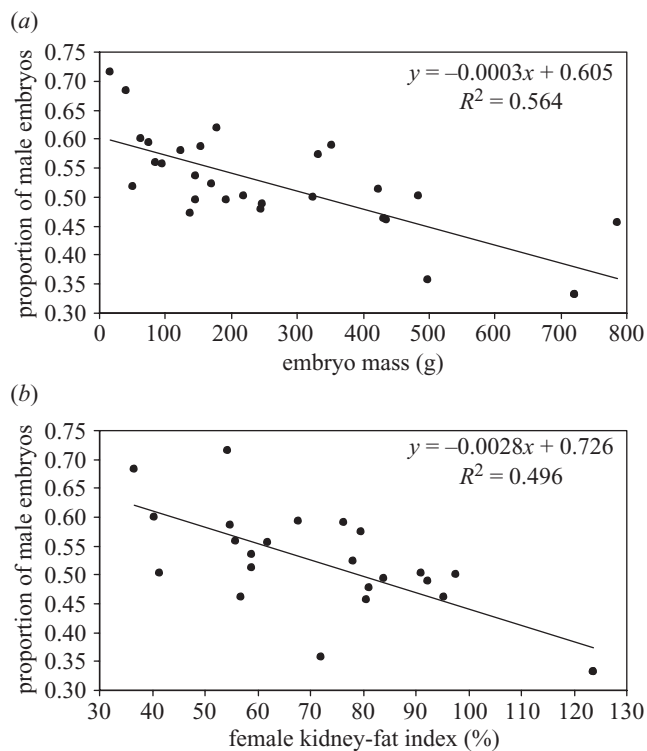 (a)
0.75
0.70
0.65
0.60
0.55
0.50
0.45
0.40
0.35
0.30
proportion of male embryos
y = –0.0003x + 0.605
R² = 0.564
0 100 200 300 400 500 600 700 800
embryo mass (g)
(b)
0.75
0.70
0.65
0.60
0.55
0.50
0.45
0.40
0.35
0.30
proportion of male embryos
y = –0.0028x + 0.726
R² = 0.496
30 40 50 60 70 80 90 100 110 120 130
female kidney-fat index (%)